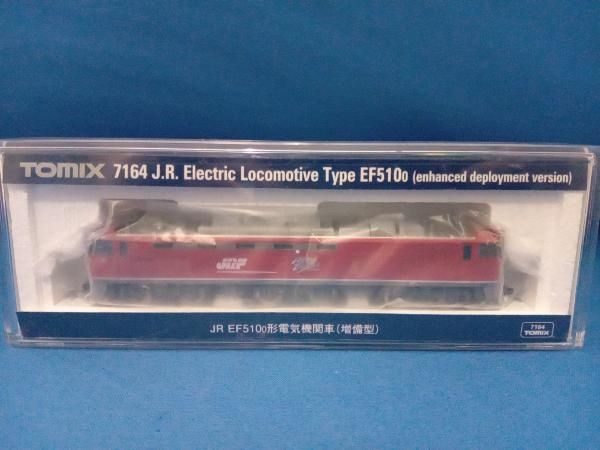 TOMIX 7164 J.R. Electric Locomotive Type EF510₀ (enhanced deployment version)
JRF
JR EF510₀形電気機関車(増備型)
7164
TOMIX